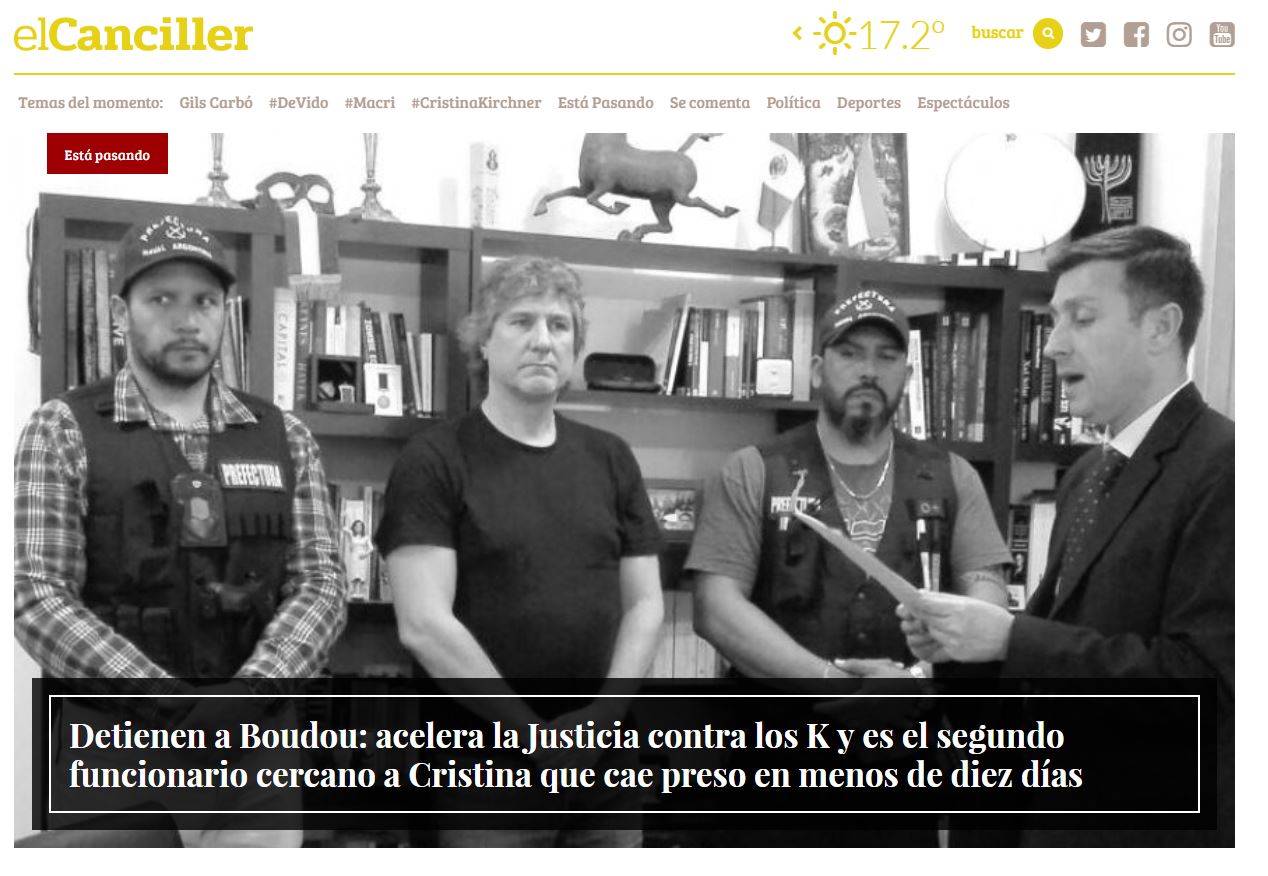 elCanciller
17.2º
buscar
You
Tube
Temas del momento: Gils Carbó #DeVido #Macri #CristinaKirchner Está Pasando Se comenta Política Deportes Espectáculos
Está pasando
PREFECTURA
NAVAL ARGENTINA
PREFECTURA
CAPITAL
PREFECTURA
Detienen a Boudou: acelera la Justicia contra los K y es el segundo
funcionario cercano a Cristina que cae preso en menos de diez días